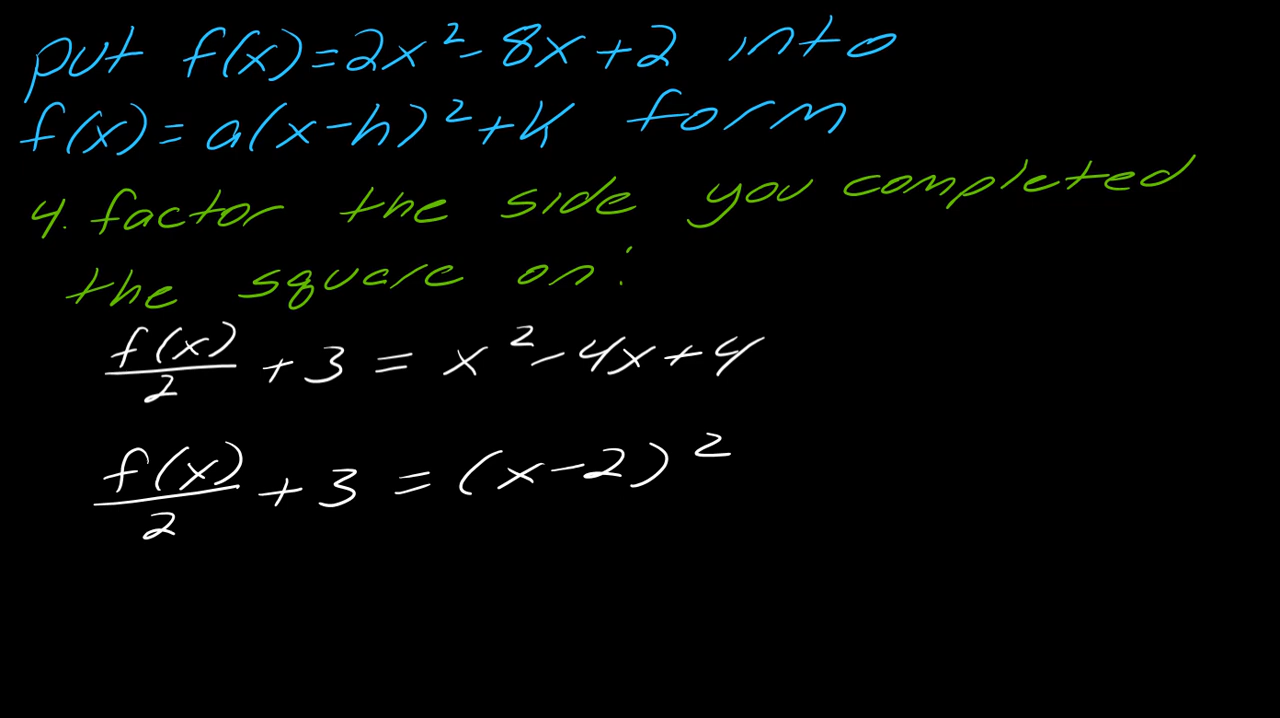 put f(x)=2x²-8x+2 into
f(x)=a(x-h)²+k form
4. factor the side you completed
the square on:
f(x)/2 + 3 = x²-4x+4
f(x)/2 + 3 = (x-2)²